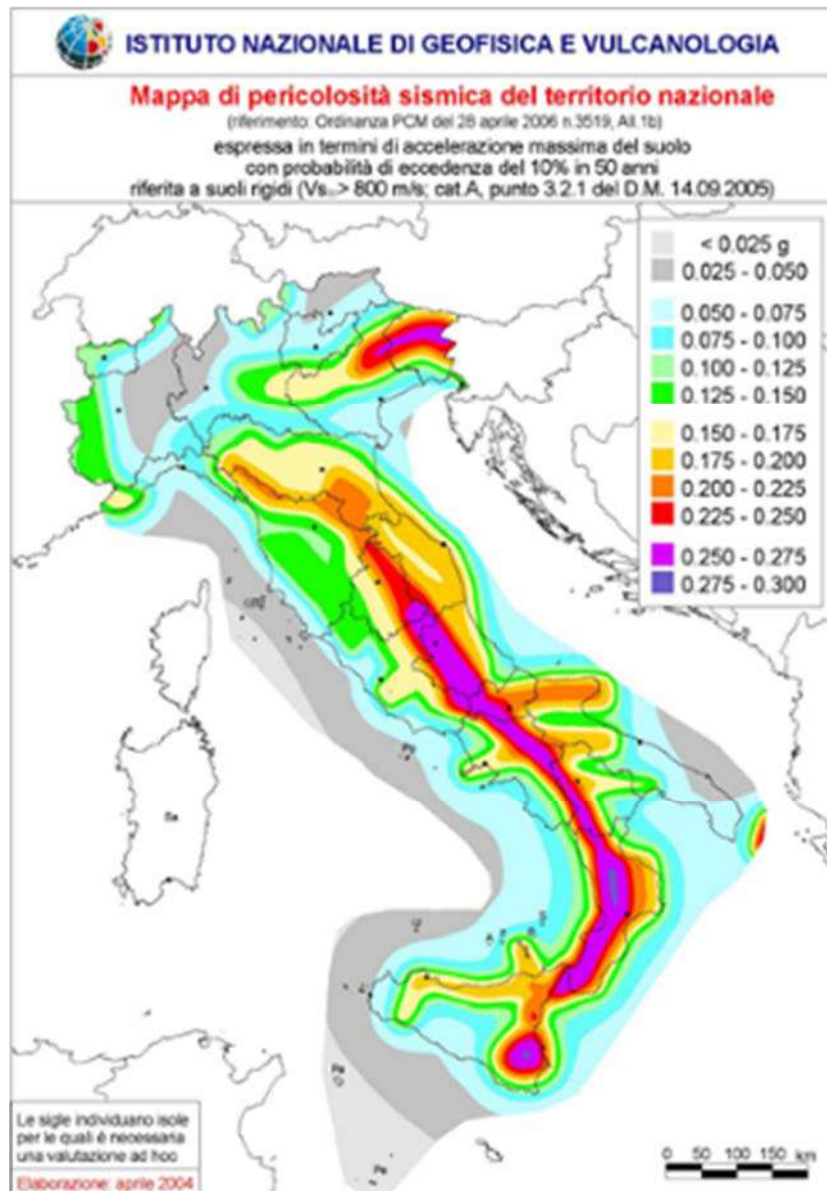 ISTITUTO NAZIONALE DI GEOFISICA E VULCANOLOGIA
Mappa di pericolosità sismica del territorio nazionale
(riferimento: Ordinanza PCM del 28 aprile 2006 n.3519, All.1b)
espressa in termini di accelerazione massima del suolo
con probabilità di eccedenza del 10% in 50 anni
riferita a suoli rigidi (Vs₃₀> 800 m/s; cat.A, punto 3.2.1 del D.M. 14.09.2005)
< 0.025 g
0.025 - 0.050
0.050 - 0.075
0.075 - 0.100
0.100 - 0.125
0.125 - 0.150
0.150 - 0.175
0.175 - 0.200
0.200 - 0.225
0.225 - 0.250
0.250 - 0.275
0.275 - 0.300
Sa
U
A
L
Pa
Pe
Le sigle individuano isole
per le quali è necessaria
una valutazione ad hoc
Elaborazione: aprile 2004
0 50 100 150
km